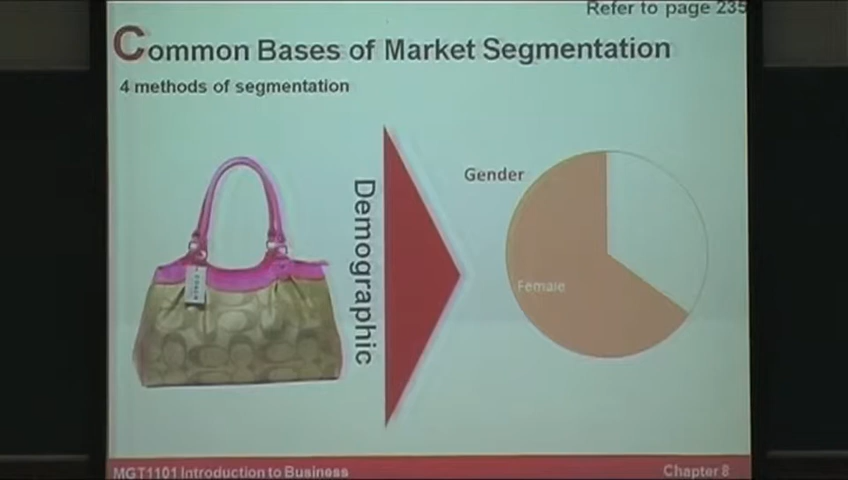 Refer to page 235
Common Bases of Market Segmentation
4 methods of segmentation
Demographic
Gender
Female
COACH
MGT1101 Introduction to Business
Chapter 8